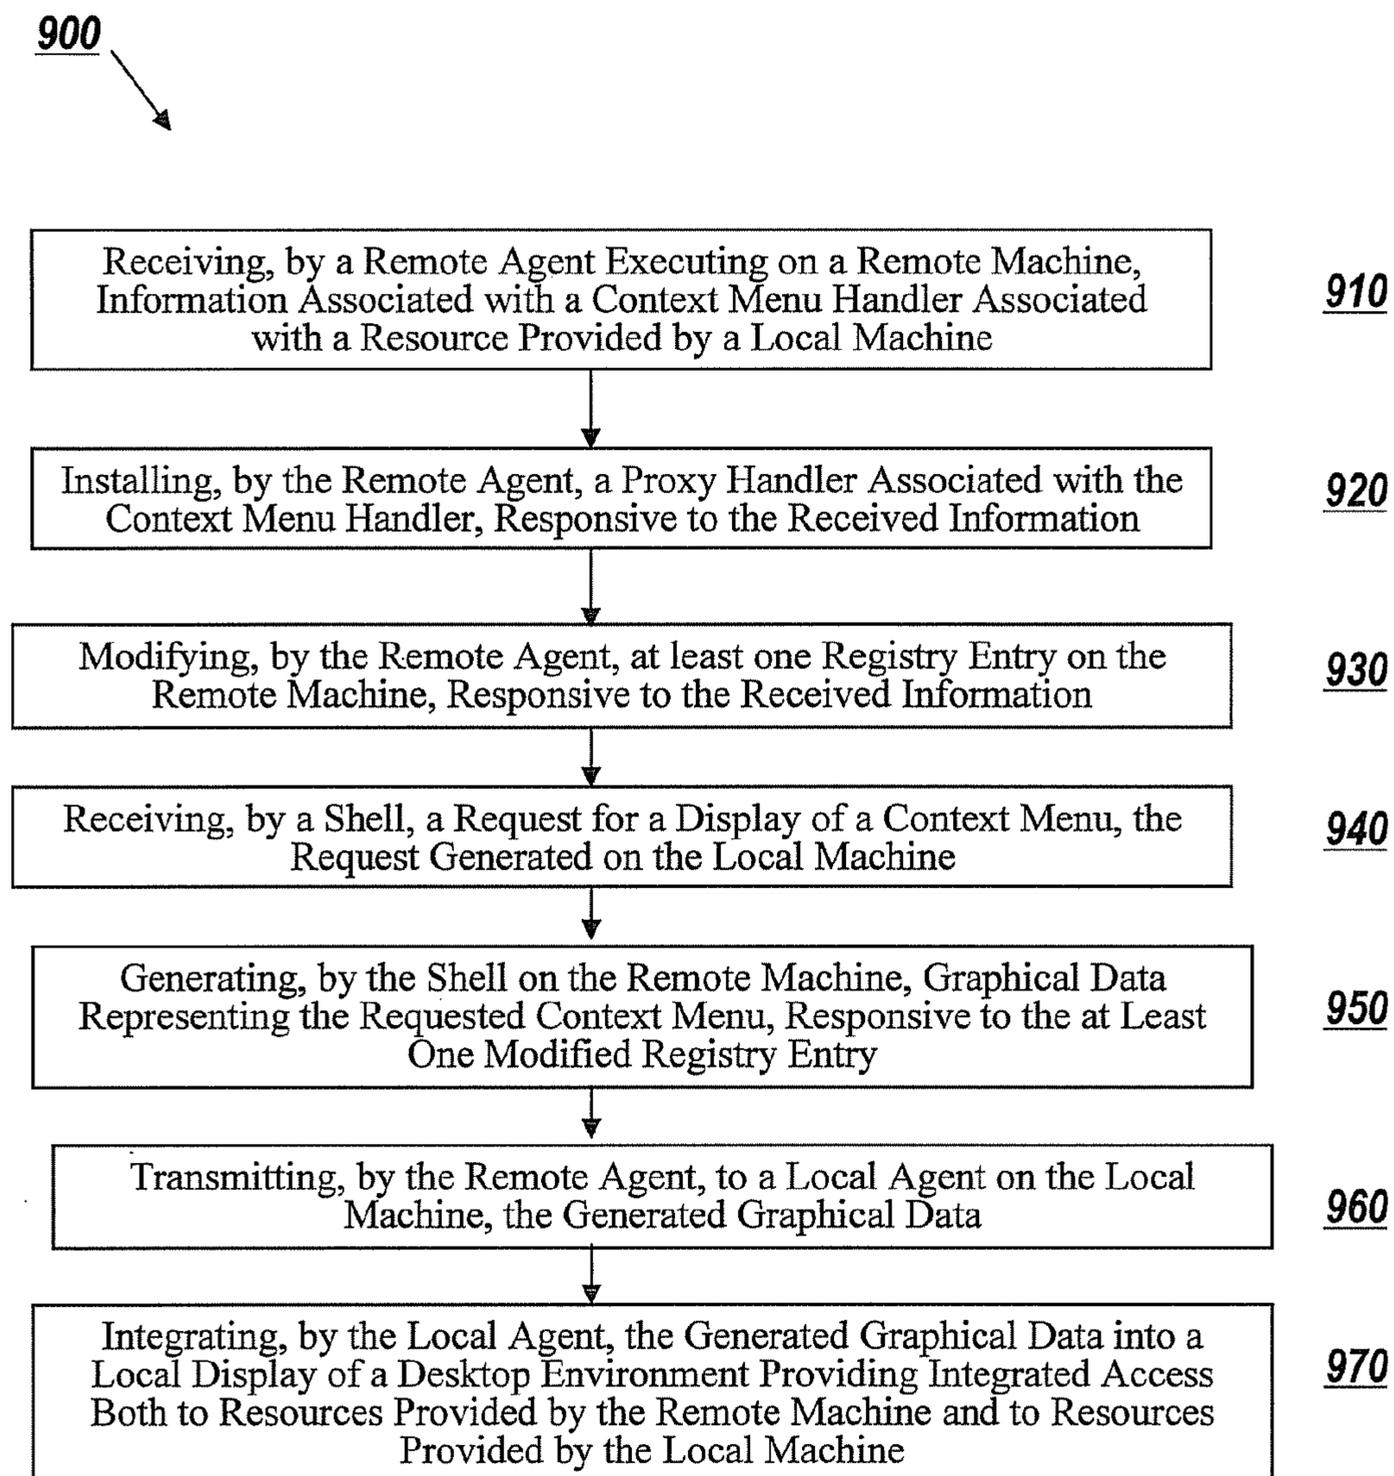 900
Receiving, by a Remote Agent Executing on a Remote Machine,
Information Associated with a Context Menu Handler Associated
with a Resource Provided by a Local Machine
910
Installing, by the Remote Agent, a Proxy Handler Associated with the
Context Menu Handler, Responsive to the Received Information
920
Modifying, by the Remote Agent, at least one Registry Entry on the
Remote Machine, Responsive to the Received Information
930
Receiving, by a Shell, a Request for a Display of a Context Menu, the
Request Generated on the Local Machine
940
Generating, by the Shell on the Remote Machine, Graphical Data
Representing the Requested Context Menu, Responsive to the at Least
One Modified Registry Entry
950
Transmitting, by the Remote Agent, to a Local Agent on the Local
Machine, the Generated Graphical Data
960
Integrating, by the Local Agent, the Generated Graphical Data into a
Local Display of a Desktop Environment Providing Integrated Access
Both to Resources Provided by the Remote Machine and to Resources
Provided by the Local Machine
970